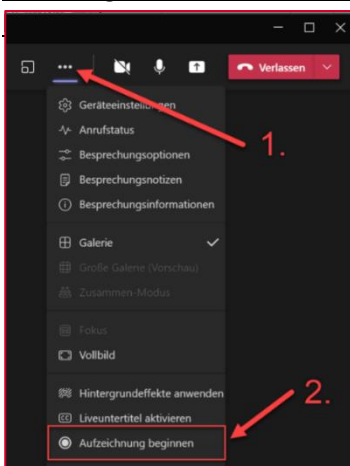 Verlassen
Geräteeinstellungen
1.
Anrufstatus
Besprechungsoptionen
Besprechungsnotizen
Besprechungsinformationen
Galerie
Große Galerie (Vorschau)
Zusammen-Modus
Fokus
Vollbild
Hintergrundeffekte anwenden
2.
CC Liveuntertitel aktivieren
Aufzeichnung beginnen